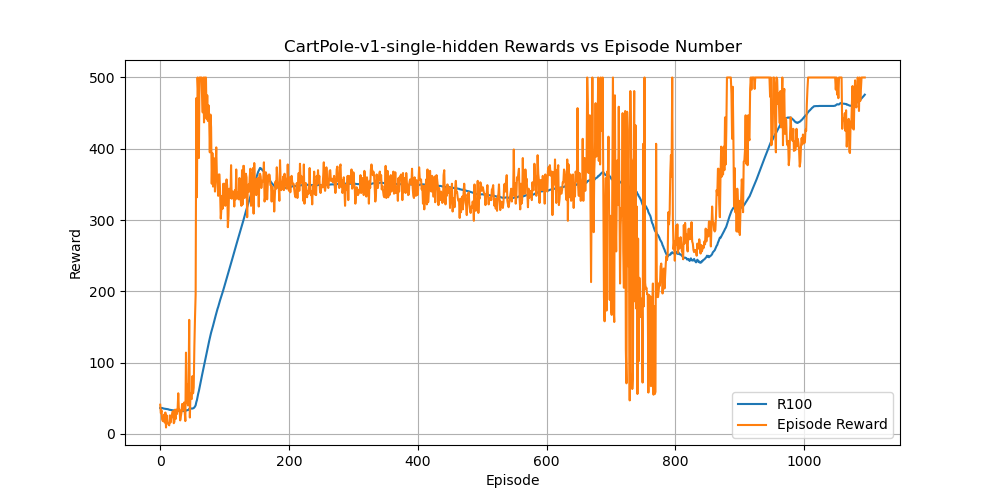 CartPole-v1-single-hidden Rewards vs Episode Number
500
400
300
200
100
0
Reward
0 200 400 600 800 1000
Episode
R100
Episode Reward